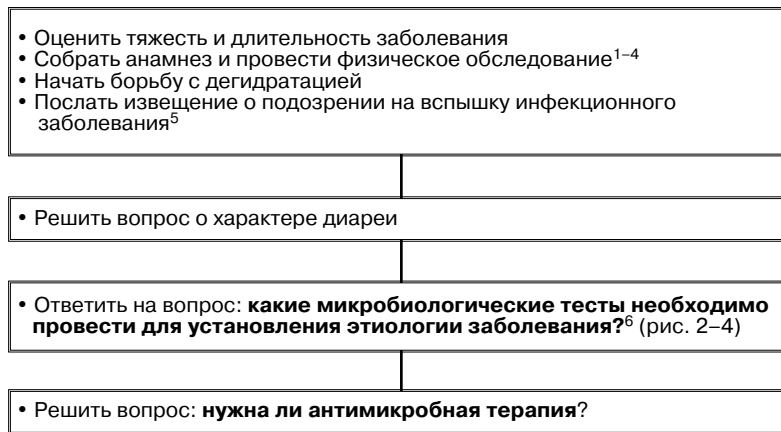 • Оценить тяжесть и длительность заболевания
• Собрать анамнез и провести физическое обследование¹⁻⁴
• Начать борьбу с дегидратацией
• Послать извещение о подозрении на вспышку инфекционного
заболевания⁵
• Решить вопрос о характере диареи
• Ответить на вопрос: какие микробиологические тесты необходимо
провести для установления этиологии заболевания?⁶ (рис. 2–4)
• Решить вопрос: нужна ли антимикробная терапия?